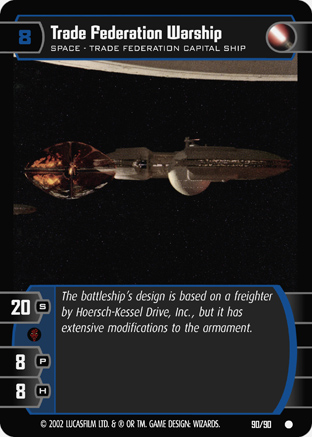 8
Trade Federation Warship
SPACE - TRADE FEDERATION CAPITAL SHIP
20 S
The battleship's design is based on a freighter
by Hoersch-Kessel Drive, Inc., but it has
extensive modifications to the armament.
8 P
8 H
© 2002 LUCASFILM LTD. & ® OR TM. GAME DESIGN: WIZARDS.
90/90